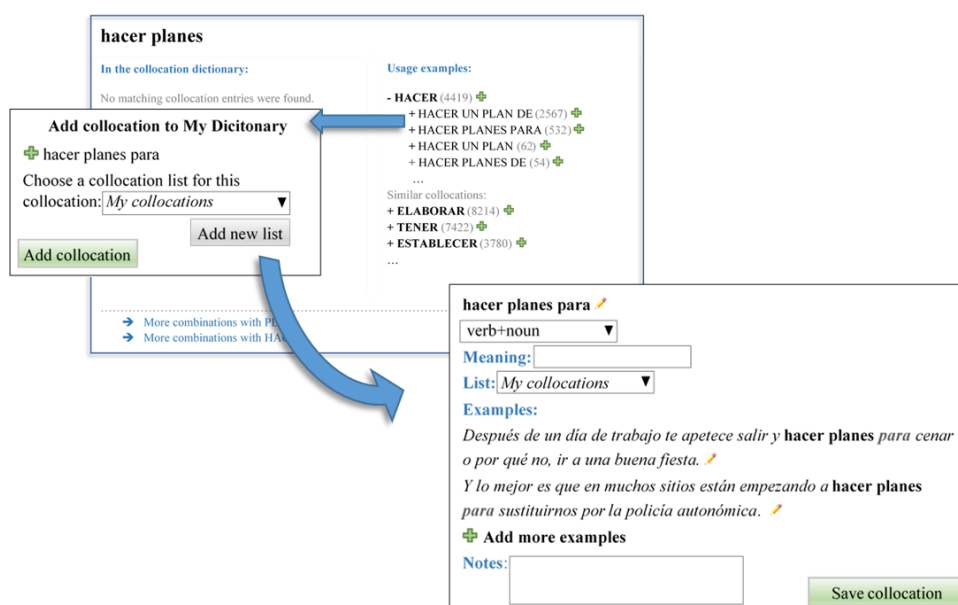 hacer planes
In the collocation dictionary:
No matching collocation entries were found.
Usage examples:
- HACER (4419)
+ HACER UN PLAN DE (2567)
+ HACER PLANES PARA (532)
+ HACER UN PLAN (62)
+ HACER PLANES DE (54)
...
Similar collocations:
+ ELABORAR (8214)
+ TENER (7422)
+ ESTABLECER (3780)
...
More combinations with
More combinations with
Add collocation to My Dicitonary
hacer planes para
Choose a collocation list for this
collocation: My collocations
Add new list
Add collocation
hacer planes para
verb+noun
Meaning:
List: My collocations
Examples:
Después de un día de trabajo te apetece salir y hacer planes para cenar
o por qué no, ir a una buena fiesta.
Y lo mejor es que en muchos sitios están empezando a hacer planes
para sustituirnos por la policía autonómica.
Add more examples
Notes:
Save collocation